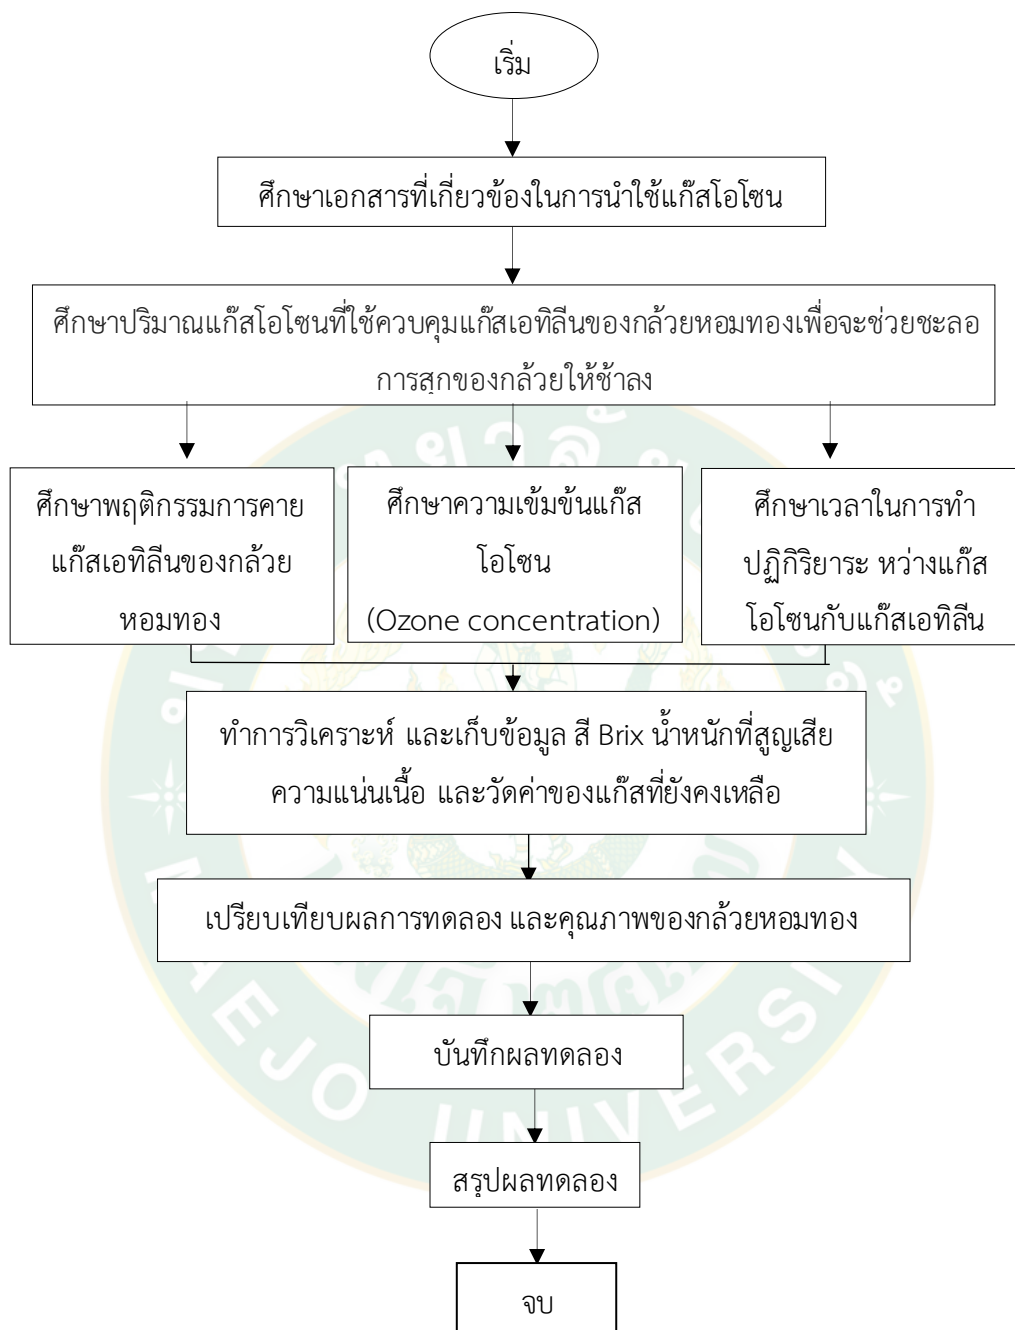 เริ่ม
ศึกษาเอกสารที่เกี่ยวข้องในการนำใช้แก๊สโอโซน
ศึกษาปริมาณแก๊สโอโซนที่ใช้ควบคุมแก๊สเอทิลีนของกล้วยหอมทองเพื่อจะช่วยชะลอ
การสุกของกล้วยให้ช้าลง
ศึกษาพฤติกรรมการคาย
แก๊สเอทิลีนของกล้วย
หอมทอง
ศึกษาความเข้มข้นแก๊ส
โอโซน
(Ozone concentration)
ศึกษาเวลาในการทำ
ปฏิกิริยาระ หว่างแก๊ส
โอโซนกับแก๊สเอทิลีน
ทำการวิเคราะห์ และเก็บข้อมูล สี Brix น้ำหนักที่สูญเสีย
ความแน่นเนื้อ และวัดค่าของแก๊สที่ยังคงเหลือ
เปรียบเทียบผลการทดลอง และคุณภาพของกล้วยหอมทอง
บันทึกผลทดลอง
สรุปผลทดลอง
จบ
MAEJO UNIVERSITY